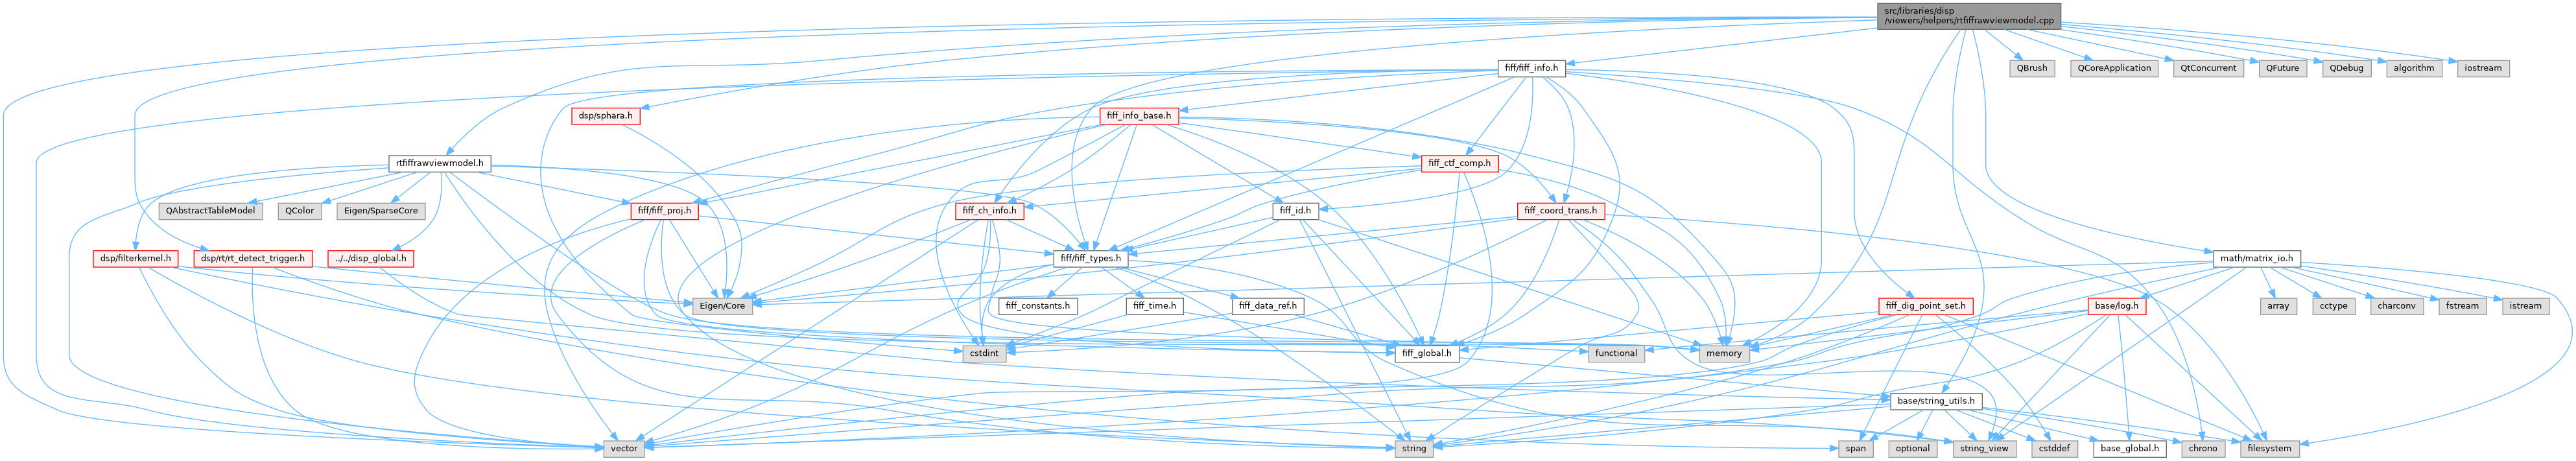 src/libraries/disp
/viewers/helpers/rtfiffrawviewmodel.cpp
fiff/fiff_info.h
QBrush
QCoreApplication
QtConcurrent
QFuture
QDebug
algorithm
iostream
dsp/sphara.h
fiff_info_base.h
rtfiffrawviewmodel.h
fiff_ctf_comp.h
QAbstractTableModel
QColor
Eigen/SparseCore
fiff/fiff_proj.h
fiff_ch_info.h
fiff_id.h
fiff_coord_trans.h
dsp/filterkernel.h
dsp/rt/rt_detect_trigger.h
../../disp_global.h
fiff/fiff_types.h
math/matrix_io.h
Eigen/Core
fiff_constants.h
fiff_time.h
fiff_data_ref.h
fiff_dig_point_set.h
base/log.h
array
cctype
charconv
fstream
istream
cstdint
fiff_global.h
functional
memory
base/string_utils.h
vector
string
span
optional
string_view
cstddef
base_global.h
chrono
filesystem